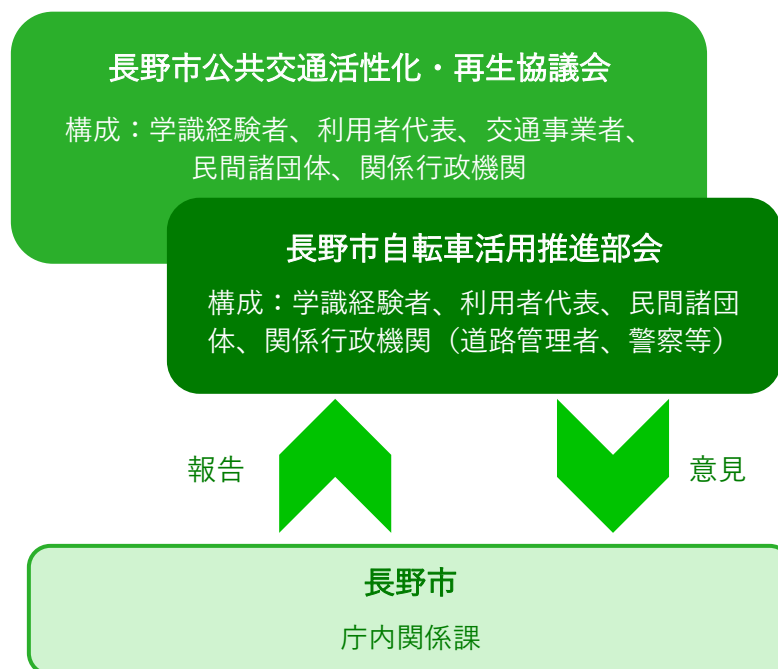 長野市公共交通活性化・再生協議会
構成：学識経験者、利用者代表、交通事業者、
民間諸団体、関係行政機関
長野市自転車活用推進部会
構成：学識経験者、利用者代表、民間諸団
体、関係行政機関（道路管理者、警察等）
報告
意見
長野市
庁内関係課